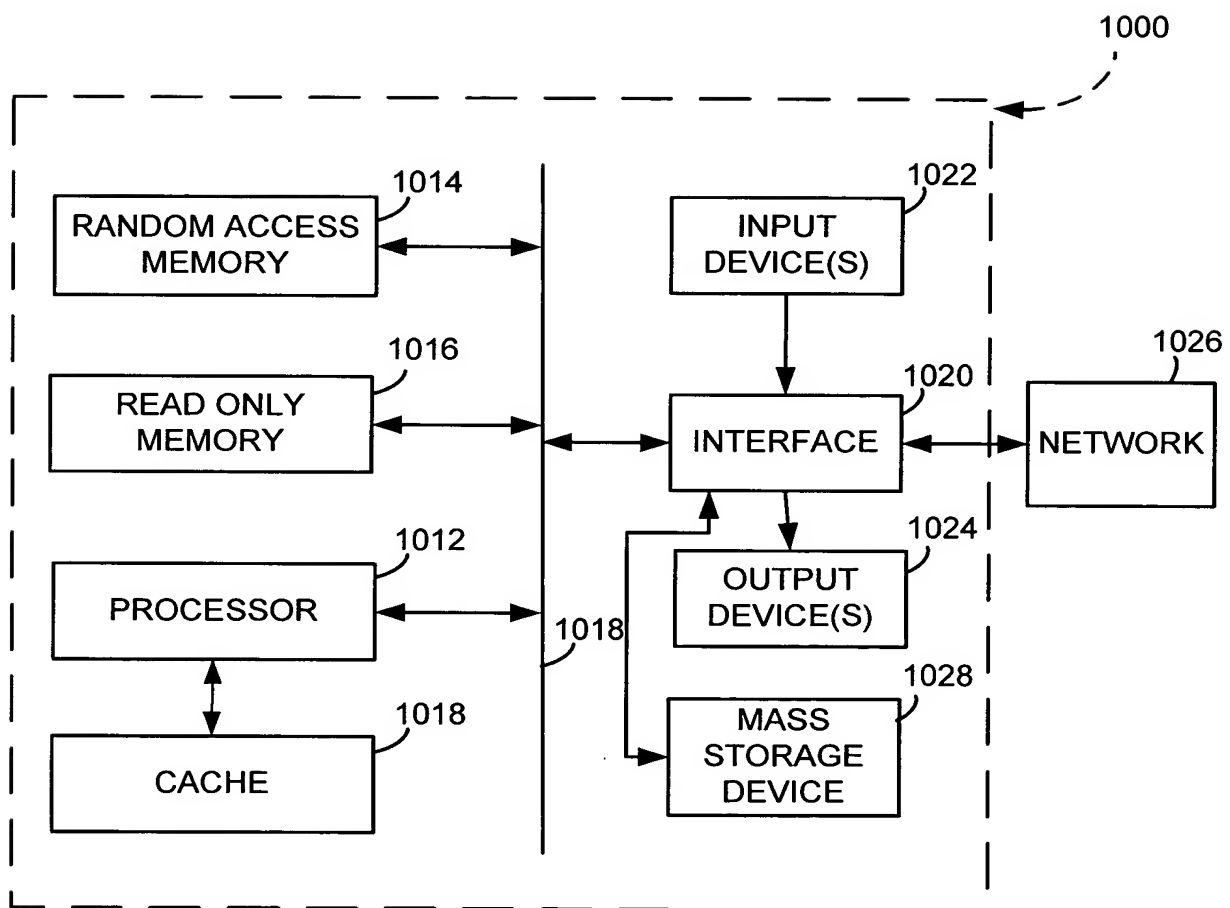 1000
1014
RANDOM ACCESS
MEMORY
1022
INPUT
DEVICE(S)
1016
READ ONLY
MEMORY
1020
INTERFACE
1026
NETWORK
1012
PROCESSOR
1024
OUTPUT
DEVICE(S)
1018
1018
CACHE
1028
MASS
STORAGE
DEVICE